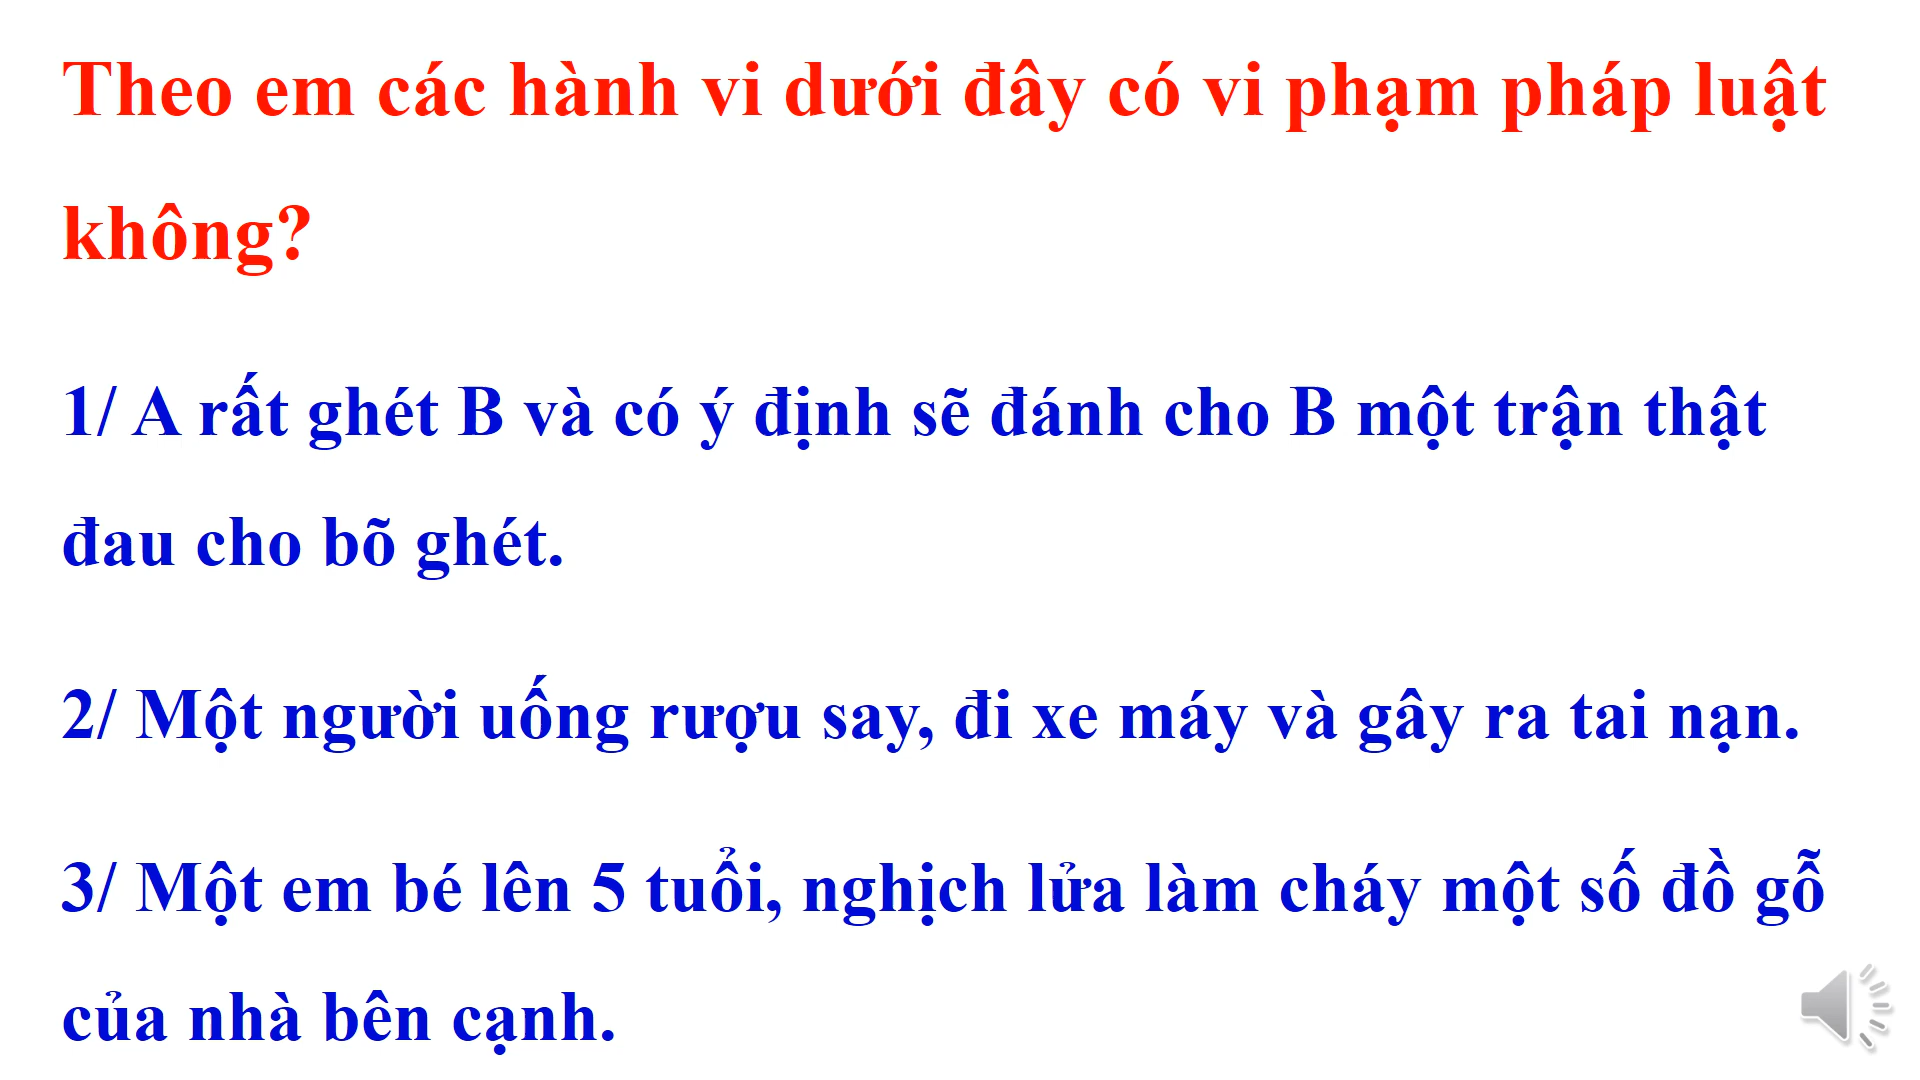 Theo em các hành vi dưới đây có vi phạm pháp luật
không?
1/ A rất ghét B và có ý định sẽ đánh cho B một trận thật
đau cho bõ ghét.
2/ Một người uống rượu say, đi xe máy và gây ra tai nạn.
3/ Một em bé lên 5 tuổi, nghịch lửa làm cháy một số đồ gỗ
của nhà bên cạnh.